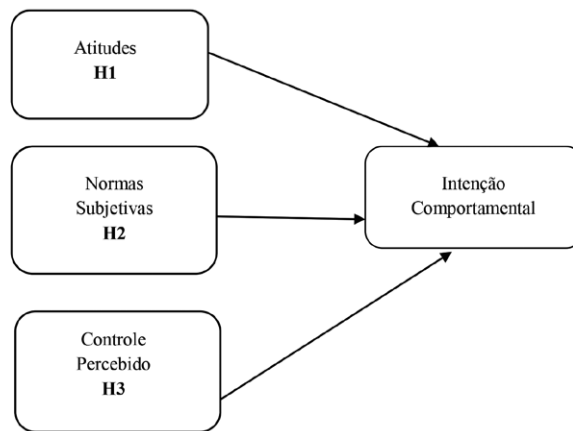 Atitudes
H1
Normas
Subjetivas
H2
Intenção
Comportamental
Controle
Percebido
H3